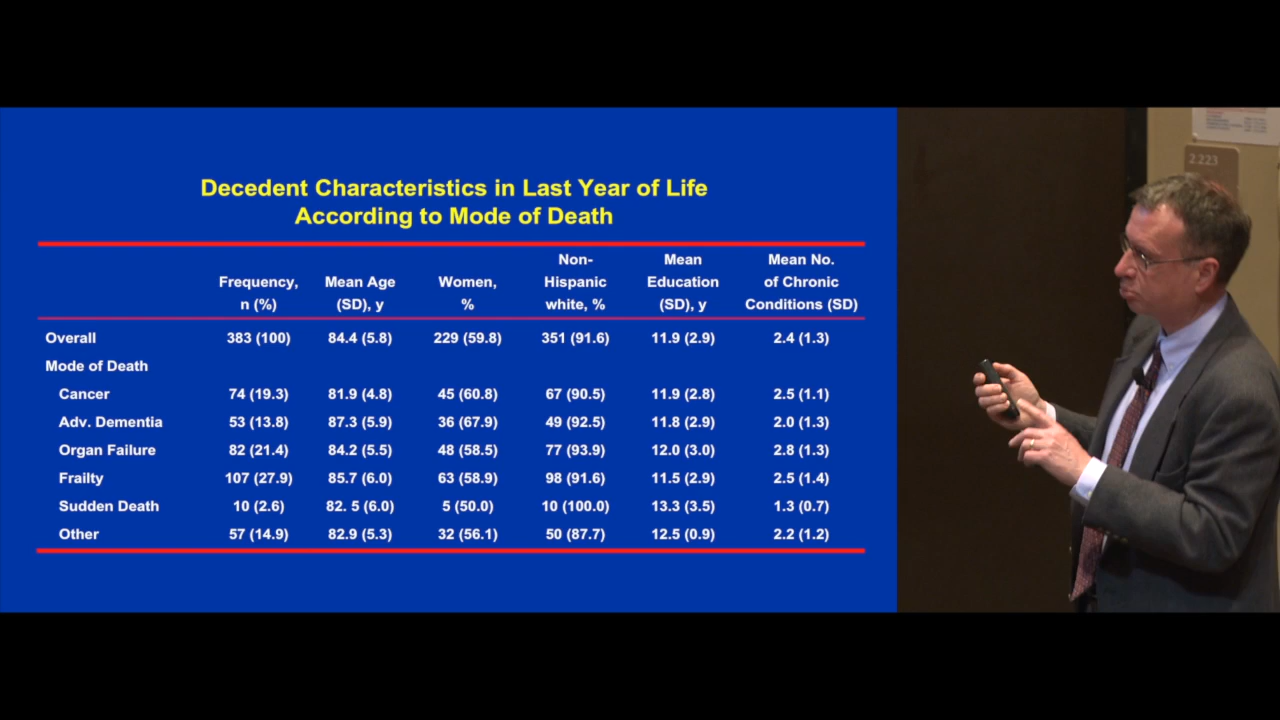 Decedent Characteristics in Last Year of Life
According to Mode of Death
Frequency, n (%) Mean Age (SD), y Women, % Non-Hispanic white, % Mean Education (SD), y Mean No. of Chronic Conditions (SD)
Overall 383 (100) 84.4 (5.8) 229 (59.8) 351 (91.6) 11.9 (2.9) 2.4 (1.3)
Mode of Death
Cancer 74 (19.3) 81.9 (4.8) 45 (60.8) 67 (90.5) 11.9 (2.8) 2.5 (1.1)
Adv. Dementia 53 (13.8) 87.3 (5.9) 36 (67.9) 49 (92.5) 11.8 (2.9) 2.0 (1.3)
Organ Failure 82 (21.4) 84.2 (5.5) 48 (58.5) 77 (93.9) 12.0 (3.0) 2.8 (1.3)
Frailty 107 (27.9) 85.7 (6.0) 63 (58.9) 98 (91.6) 11.5 (2.9) 2.5 (1.4)
Sudden Death 10 (2.6) 82. 5 (6.0) 5 (50.0) 10 (100.0) 13.3 (3.5) 1.3 (0.7)
Other 57 (14.9) 82.9 (5.3) 32 (56.1) 50 (87.7) 12.5 (0.9) 2.2 (1.2)
2.223